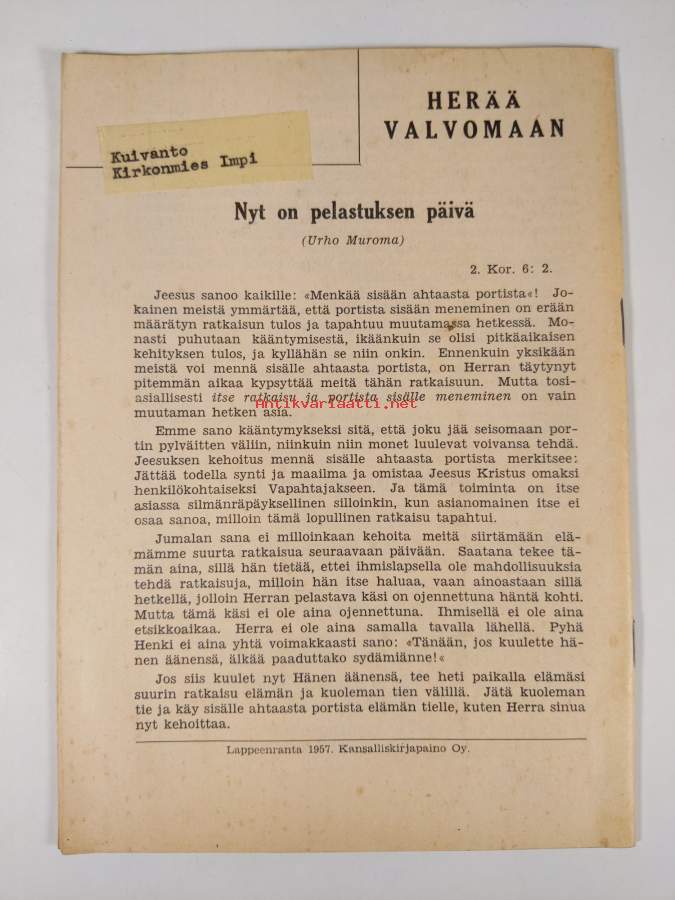 HERÄÄ
VALVOMAAN
Kuivanto
Kirkonmies Impi
Nyt on pelastuksen päivä
(Urho Muroma)
2. Kor. 6: 2.
Jeesus sanoo kaikille: «Menkää sisään ahtaasta portista«! Jo-
kainen meistä ymmärtää, että portista sisään meneminen on erään
määrätyn ratkaisun tulos ja tapahtuu muutamassa hetkessä. Mo-
nasti puhutaan kääntymisestä, ikäänkuin se olisi pitkäaikaisen
kehityksen tulos, ja kyllähän se niin onkin. Ennenkuin yksikään
meistä voi mennä sisälle ahtaasta portista, on Herran täytynyt
pitemmän aikaa kypsyttää meitä tähän ratkaisuun. Mutta tosi-
asiallisesti itse ratkaisu ja portista sisälle meneminen on vain
muutaman hetken asia.
Antikvariaatti.net
Emme sano kääntymykseksi sitä, että joku jää seisomaan por-
tin pylväitten väliin, niinkuin niin monet luulevat voivansa tehdä.
Jeesuksen kehoitus mennä sisälle ahtaasta portista merkitsee:
Jättää todella synti ja maailma ja omistaa Jeesus Kristus omaksi
henkilökohtaiseksi Vapahtajakseen. Ja tämä toiminta on itse
asiassa silmänräpäyksellinen silloinkin, kun asianomainen itse ei
osaa sanoa, milloin tämä lopullinen ratkaisu tapahtui.
Jumalan sana ei milloinkaan kehoita meitä siirtämään elä-
mämme suurta ratkaisua seuraavaan päivään. Saatana tekee tä-
män aina, sillä hän tietää, ettei ihmislapsella ole mahdollisuuksia
tehdä ratkaisuja, milloin hän itse haluaa, vaan ainoastaan sillä
hetkellä, jolloin Herran pelastava käsi on ojennettuna häntä kohti.
Mutta tämä käsi ei ole aina ojennettuna. Ihmisellä ei ole aina
etsikkoaikaa. Herra ei ole aina samalla tavalla lähellä. Pyhä
Henki ei aina yhtä voimakkaasti sano: «Tänään, jos kuulette hä-
nen äänensä, älkää paaduttako sydämiänne!«
Jos siis kuulet nyt Hänen äänensä, tee heti paikalla elämäsi
suurin ratkaisu elämän ja kuoleman tien välillä. Jätä kuoleman
tie ja käy sisälle ahtaasta portista elämän tielle, kuten Herra sinua
nyt kehoittaa.
Lappeenranta 1957. Kansalliskirjapaino Oy.